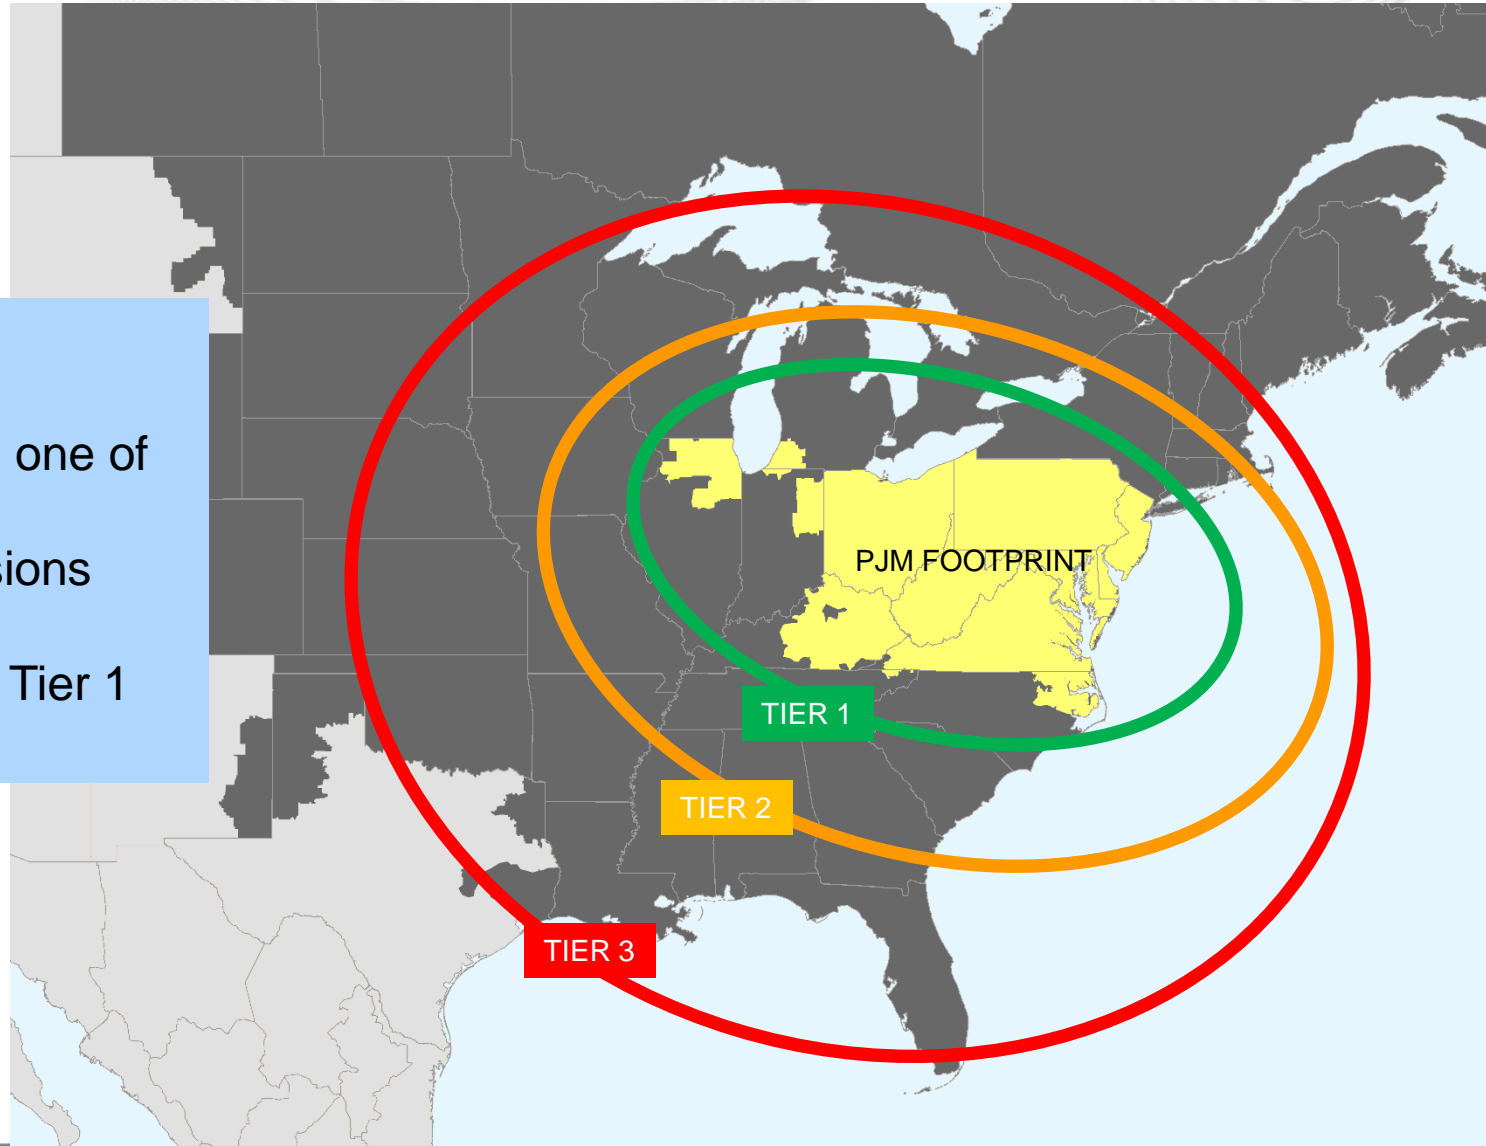 one of
sions
Tier 1
PJM FOOTPRINT
TIER 1
TIER 2
TIER 3